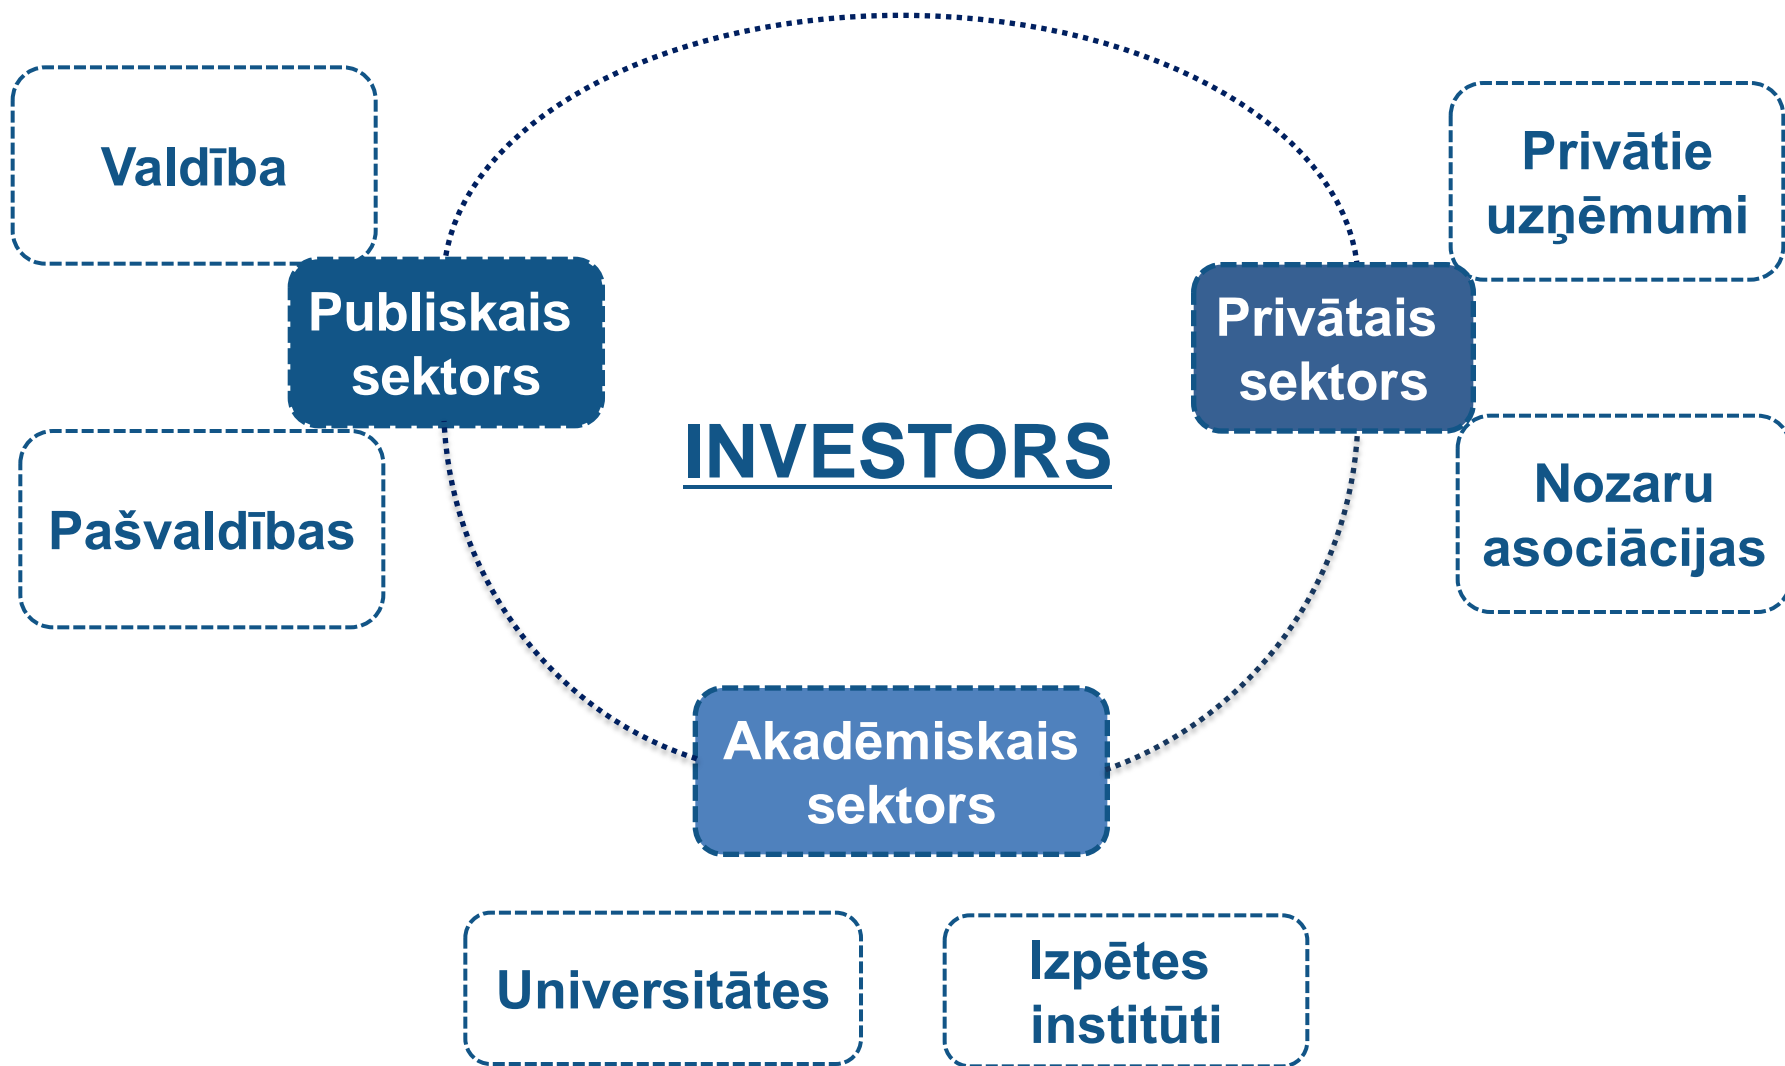 Valdība
Publiskais
sektors
Pašvaldības
INVESTORS
Privātie
uzņēmumi
Privātais
sektors
Nozaru
asociācijas
Akadēmiskais
sektors
Universitātes
Izpētes
institūti